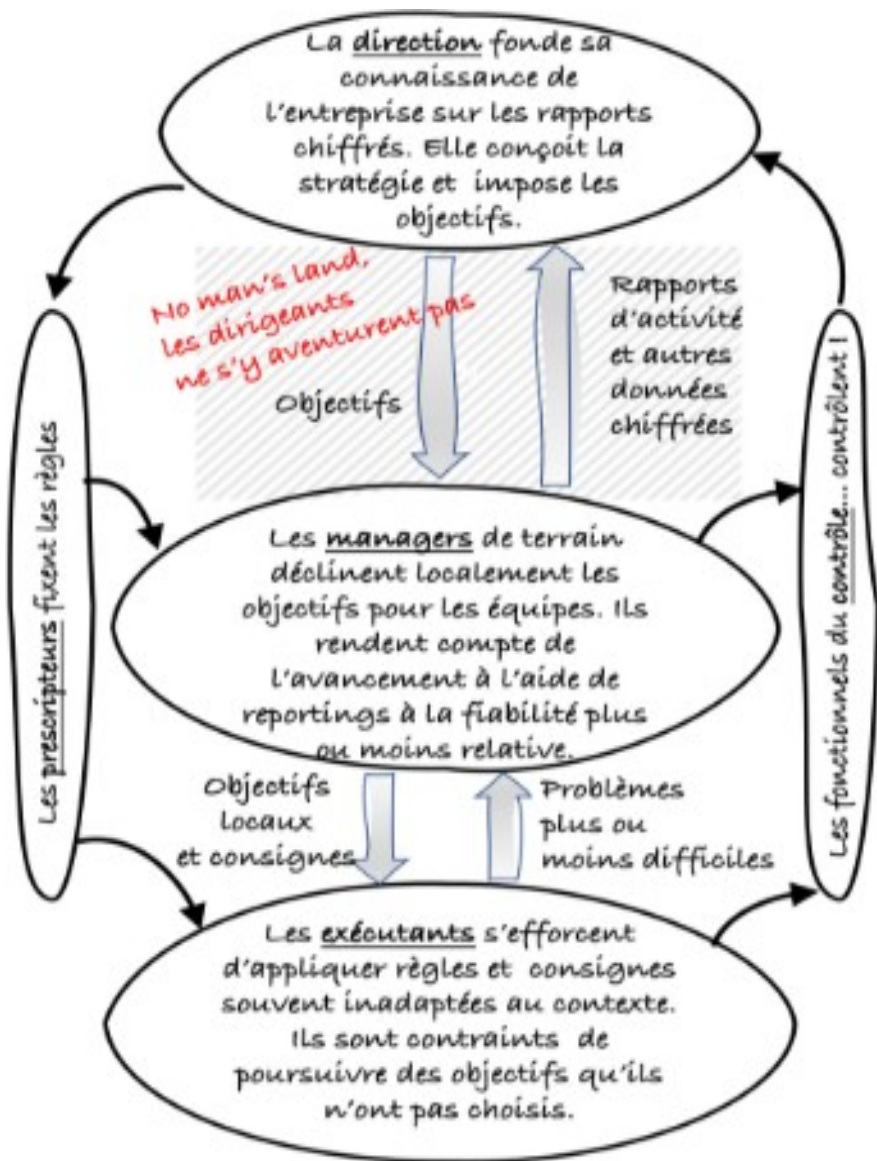 La direction fonde sa
connaissance de
l'entreprise sur les rapports
chiffrés. Elle conçoit la
stratégie et impose les
objectifs.
No man's land,
les dirigeants
ne s'y aventurent pas
Objectifs
Rapports
d'activité
et autres
données
chiffrées
Les prescripteurs fixent les règles
Les managers de terrain
déclinent localement les
objectifs pour les équipes. Ils
rendent compte de
l'avancement à l'aide de
reportings à la fiabilité plus
ou moins relative.
Les fonctionnels du contrôle... contrôlent !
Objectifs
locaux
et consignes
Problèmes
plus ou
moins difficiles
Les exécutants s'efforcent
d'appliquer règles et consignes
souvent inadaptées au contexte.
Ils sont contraints de
poursuivre des objectifs qu'ils
n'ont pas choisis.